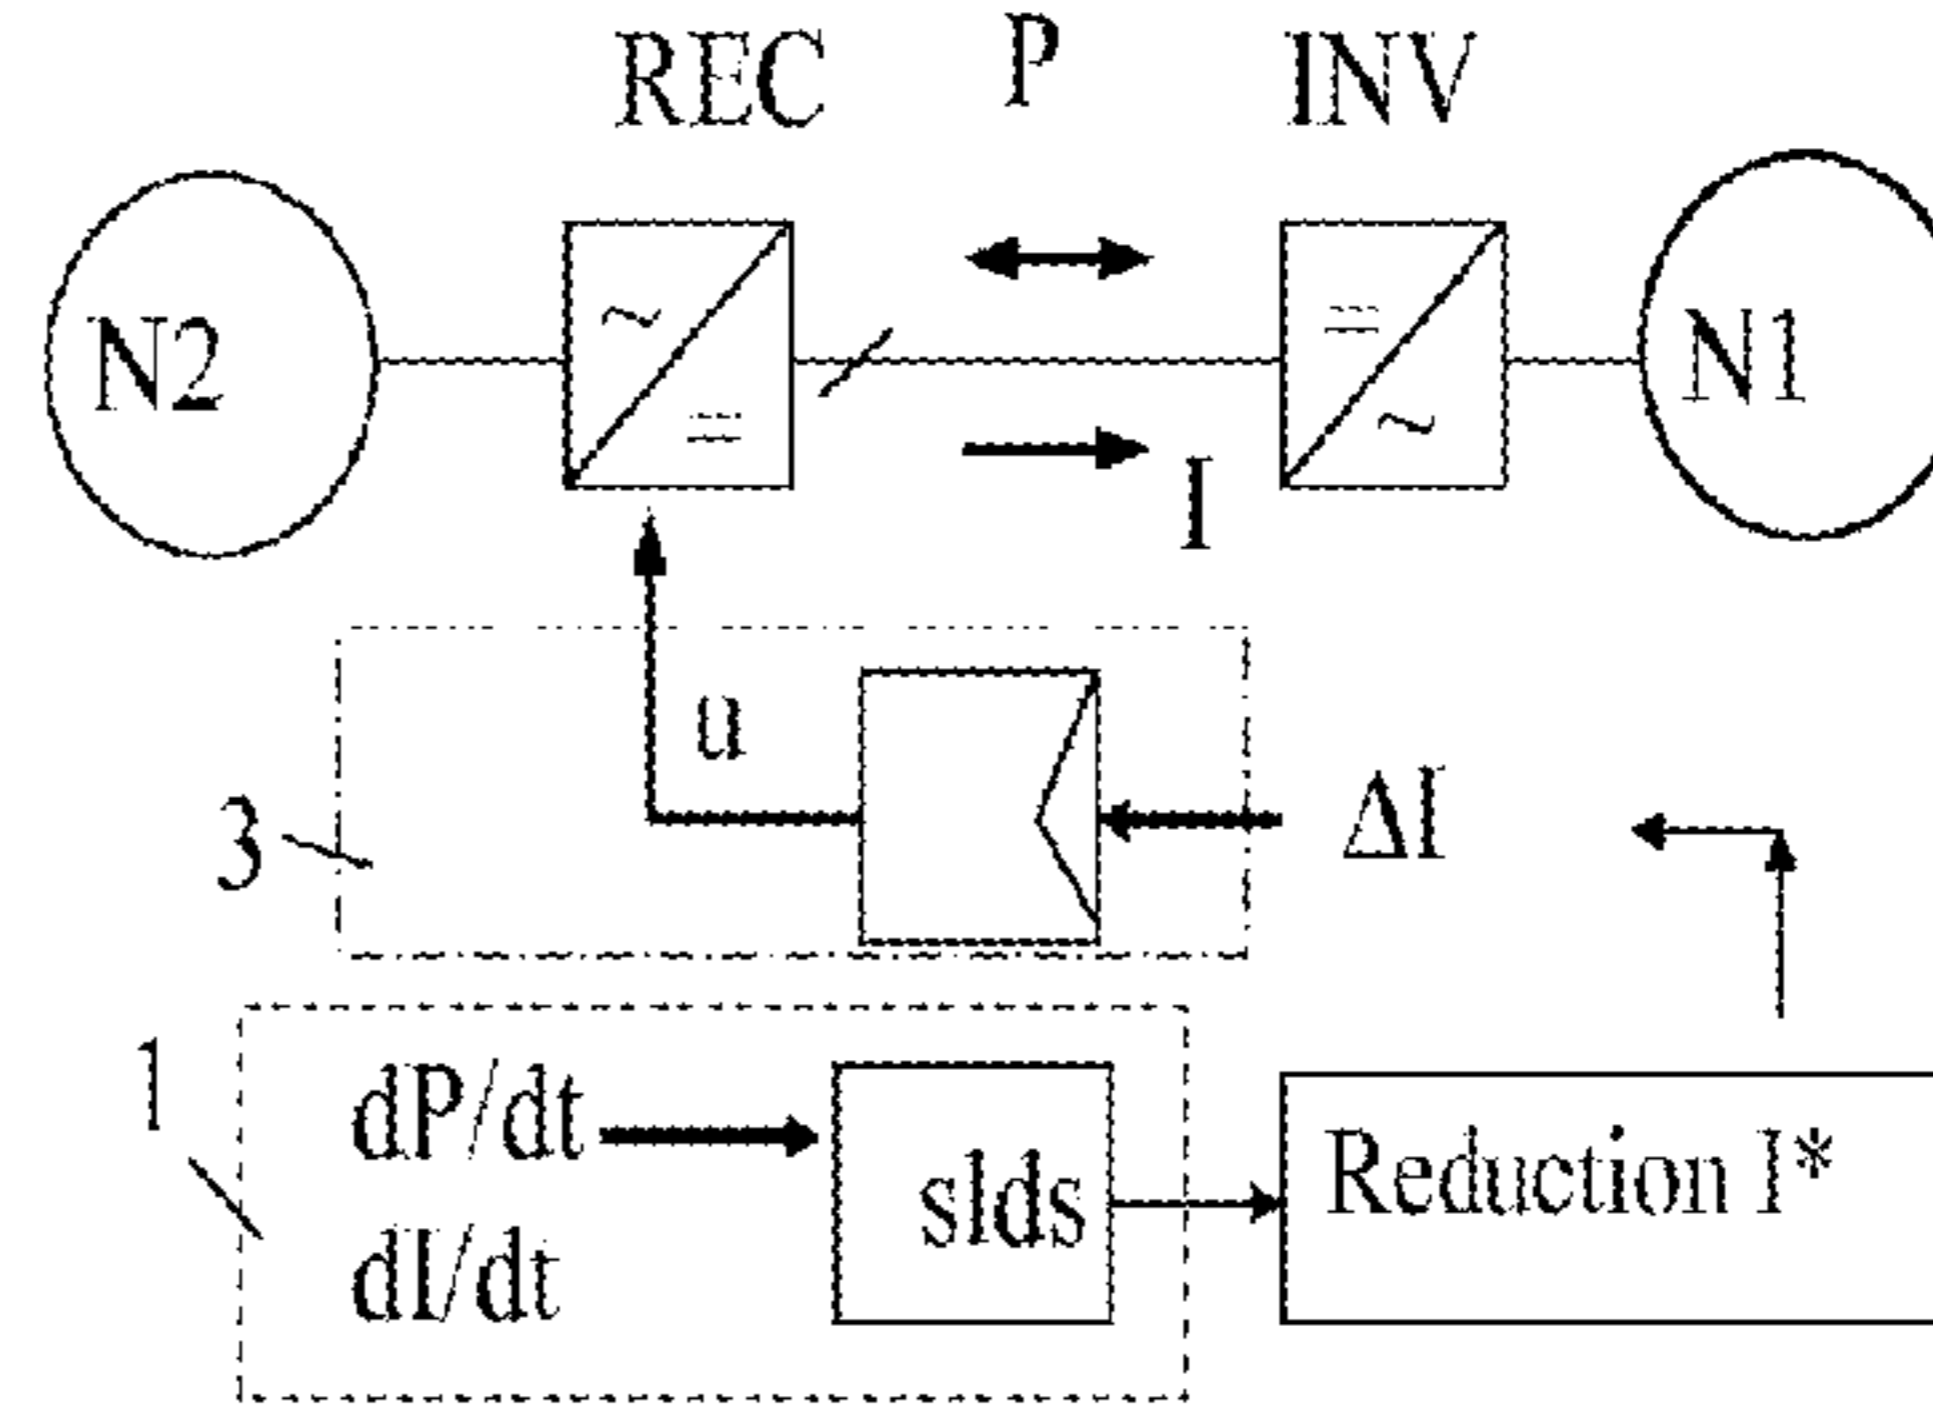 REC P INV
N2 ~ = = ~ N1
I
u
3 ΔI
1
dP/dt
slds Reduction I*
dI/dt